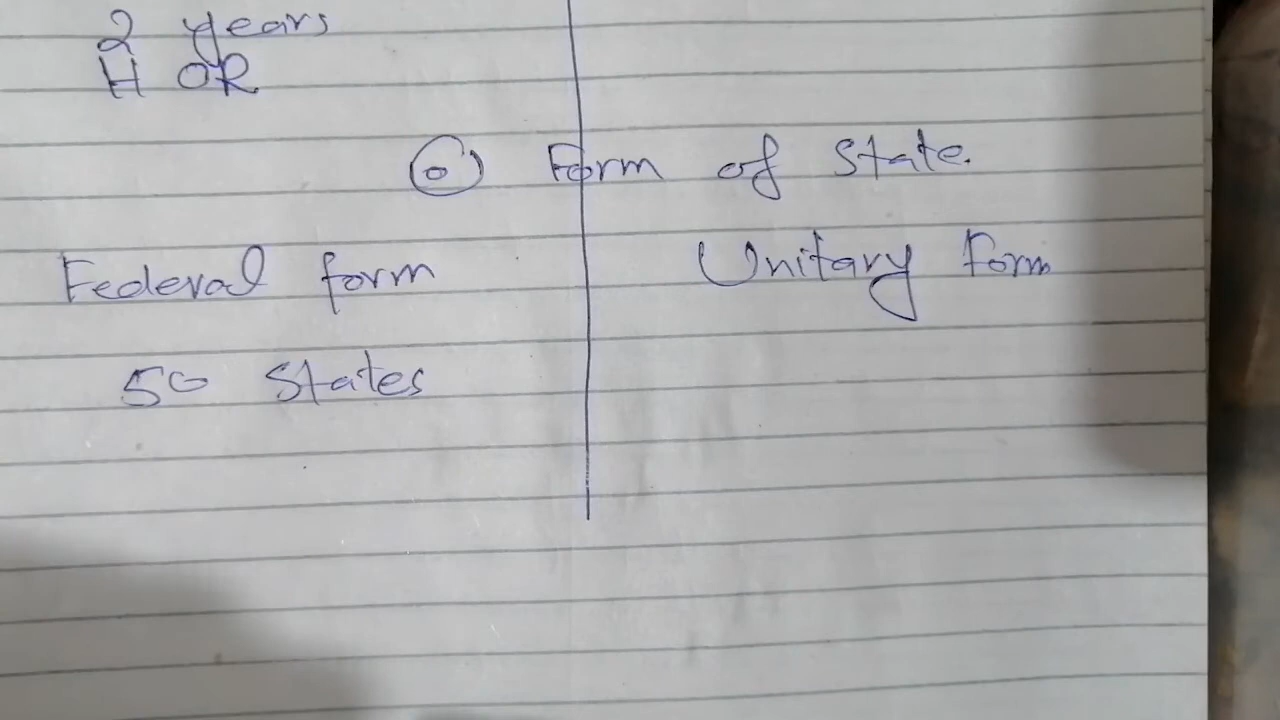 2 years
H OR
Form of State.
Federal form
Unitary Form
50 States